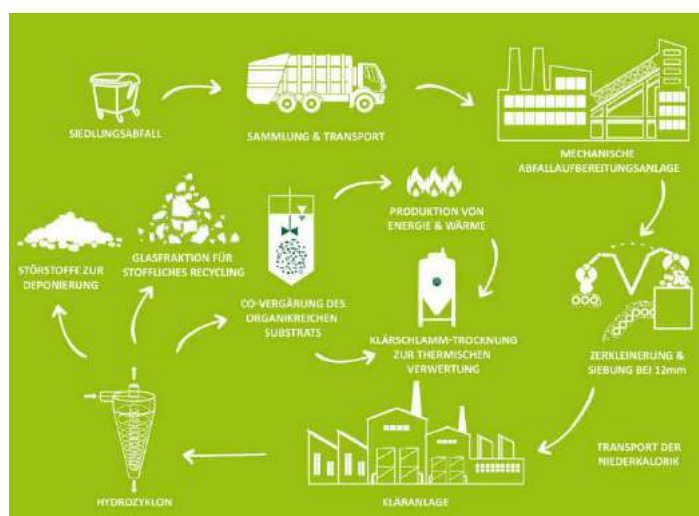 SIEDLUNGSABFALL
SAMMLUNG & TRANSPORT
MECHANISCHE
ABFALLAUFBEREITUNGSANLAGE
PRODUKTION VON
ENERGIE & WÄRME
GLASFRAKTION FÜR
STOFFLICHES RECYCLING
STÖRSTOFFE ZUR
DEPONIERUNG
CO-VERGÄRUNG DES
ORGANIKREICHEN
SUBSTRATS
KLÄRSCHLAMM-TROCKNUNG
ZUR THERMISCHEN
VERWERTUNG
ZERKLEINERUNG &
SIEBUNG BEI 12mm
TRANSPORT DER
NIEDERKALORIK
HYDROZYKLON
KLÄRANLAGE